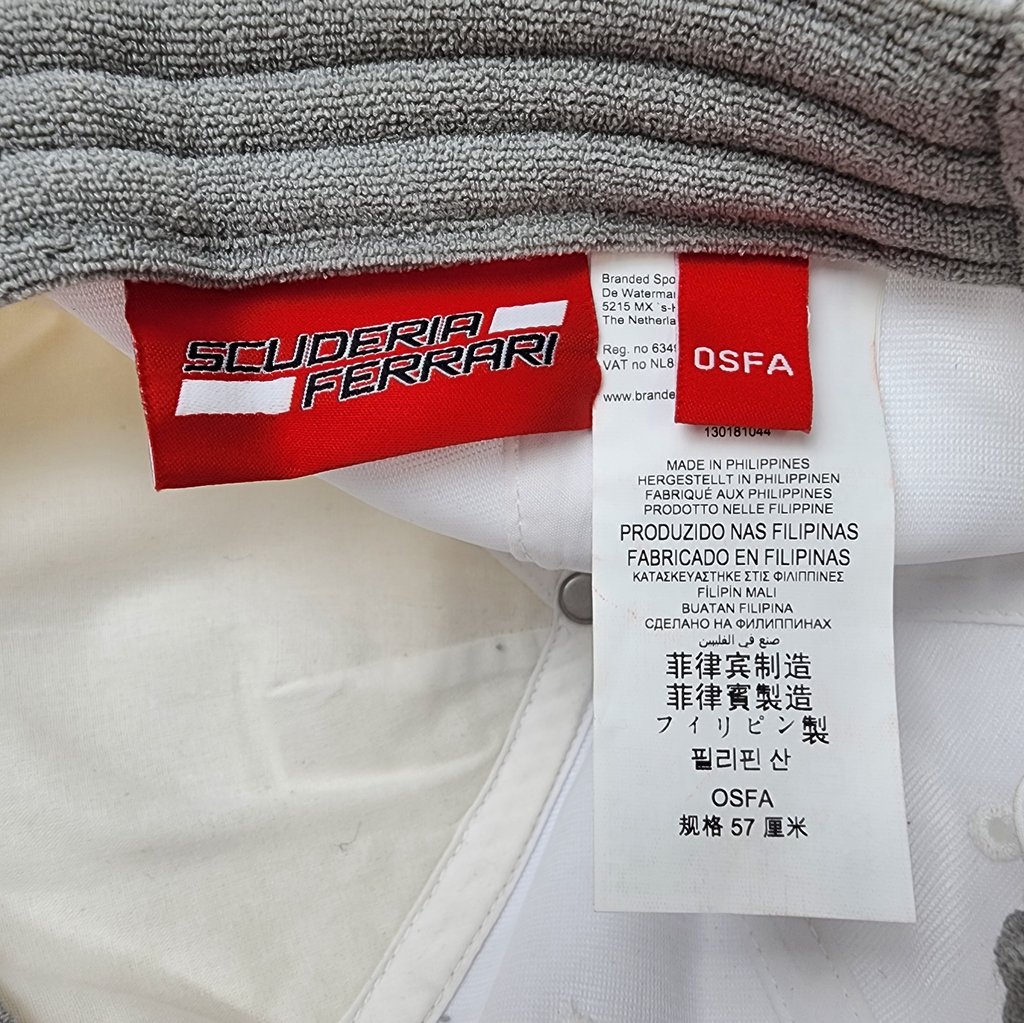 SCUDERIA
FERRARI
Branded Spo
De Waterma
5215 MX `s-H
The Netherla
Reg. no 6349
VAT no NL8
www.brande
OSFA
130181044
MADE IN PHILIPPINES
HERGESTELLT IN PHILIPPINEN
FABRIQUÉ AUX PHILIPPINES
PRODOTTO NELLE FILIPPINE
PRODUZIDO NAS FILIPINAS
FABRICADO EN FILIPINAS
ΚΑΤΑΣΚΕΥΑΣΤΗΚΕ ΣΤΙΣ ΦΙΛΙΠΠΙΝΕΣ
FİLİPİN MALI
BUATAN FILIPINA
СДЕЛАНО НА ФИЛИППИНАХ
صنع في الفلبين
菲律宾制造
菲律賓製造
フィリピン製
필리핀 산
OSFA
规格 57 厘米